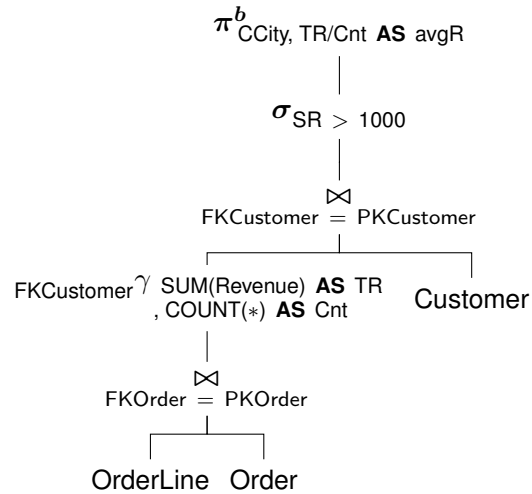 π^b CCity, TR/Cnt AS avgR
σ SR > 1000
⋈
FKCustomer = PKCustomer
FKCustomer γ SUM(Revenue) AS TR
, COUNT(∗) AS Cnt
Customer
⋈
FKOrder = PKOrder
OrderLine Order